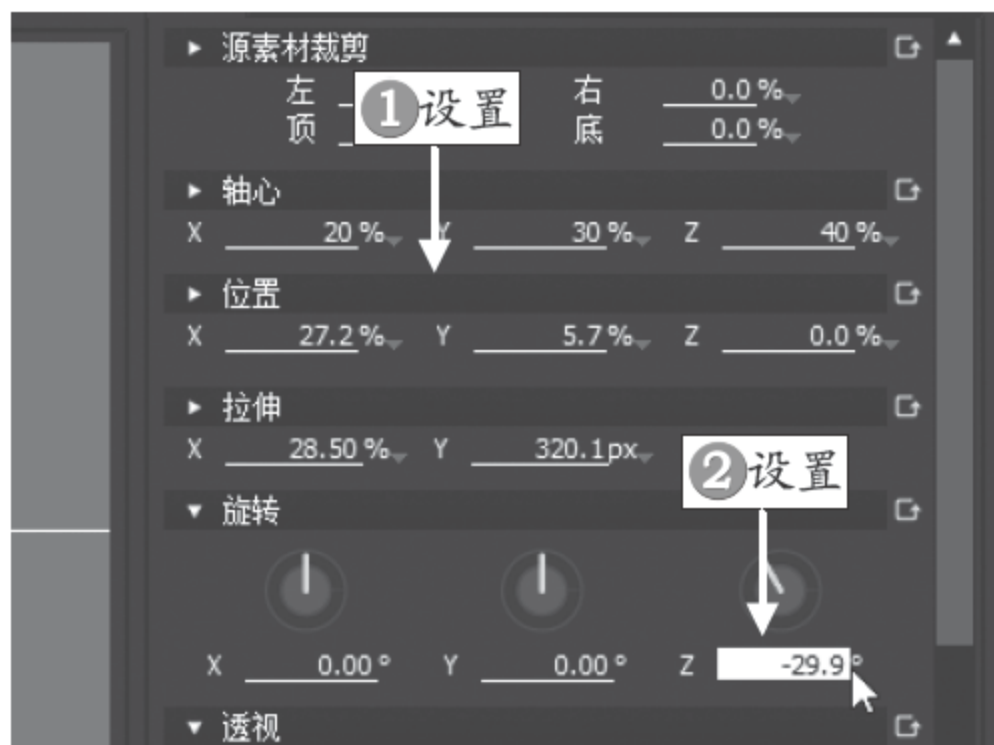 源素材裁剪
左 右 0.0 %
顶 底 0.0 %
1 设置
轴心
X 20 % Y 30 % Z 40 %
位置
X 27.2 % Y 5.7 % Z 0.0 %
拉伸
X 28.50 % Y 320.1px
2 设置
旋转
X 0.00 ° Y 0.00 ° Z -29.9 °
透视